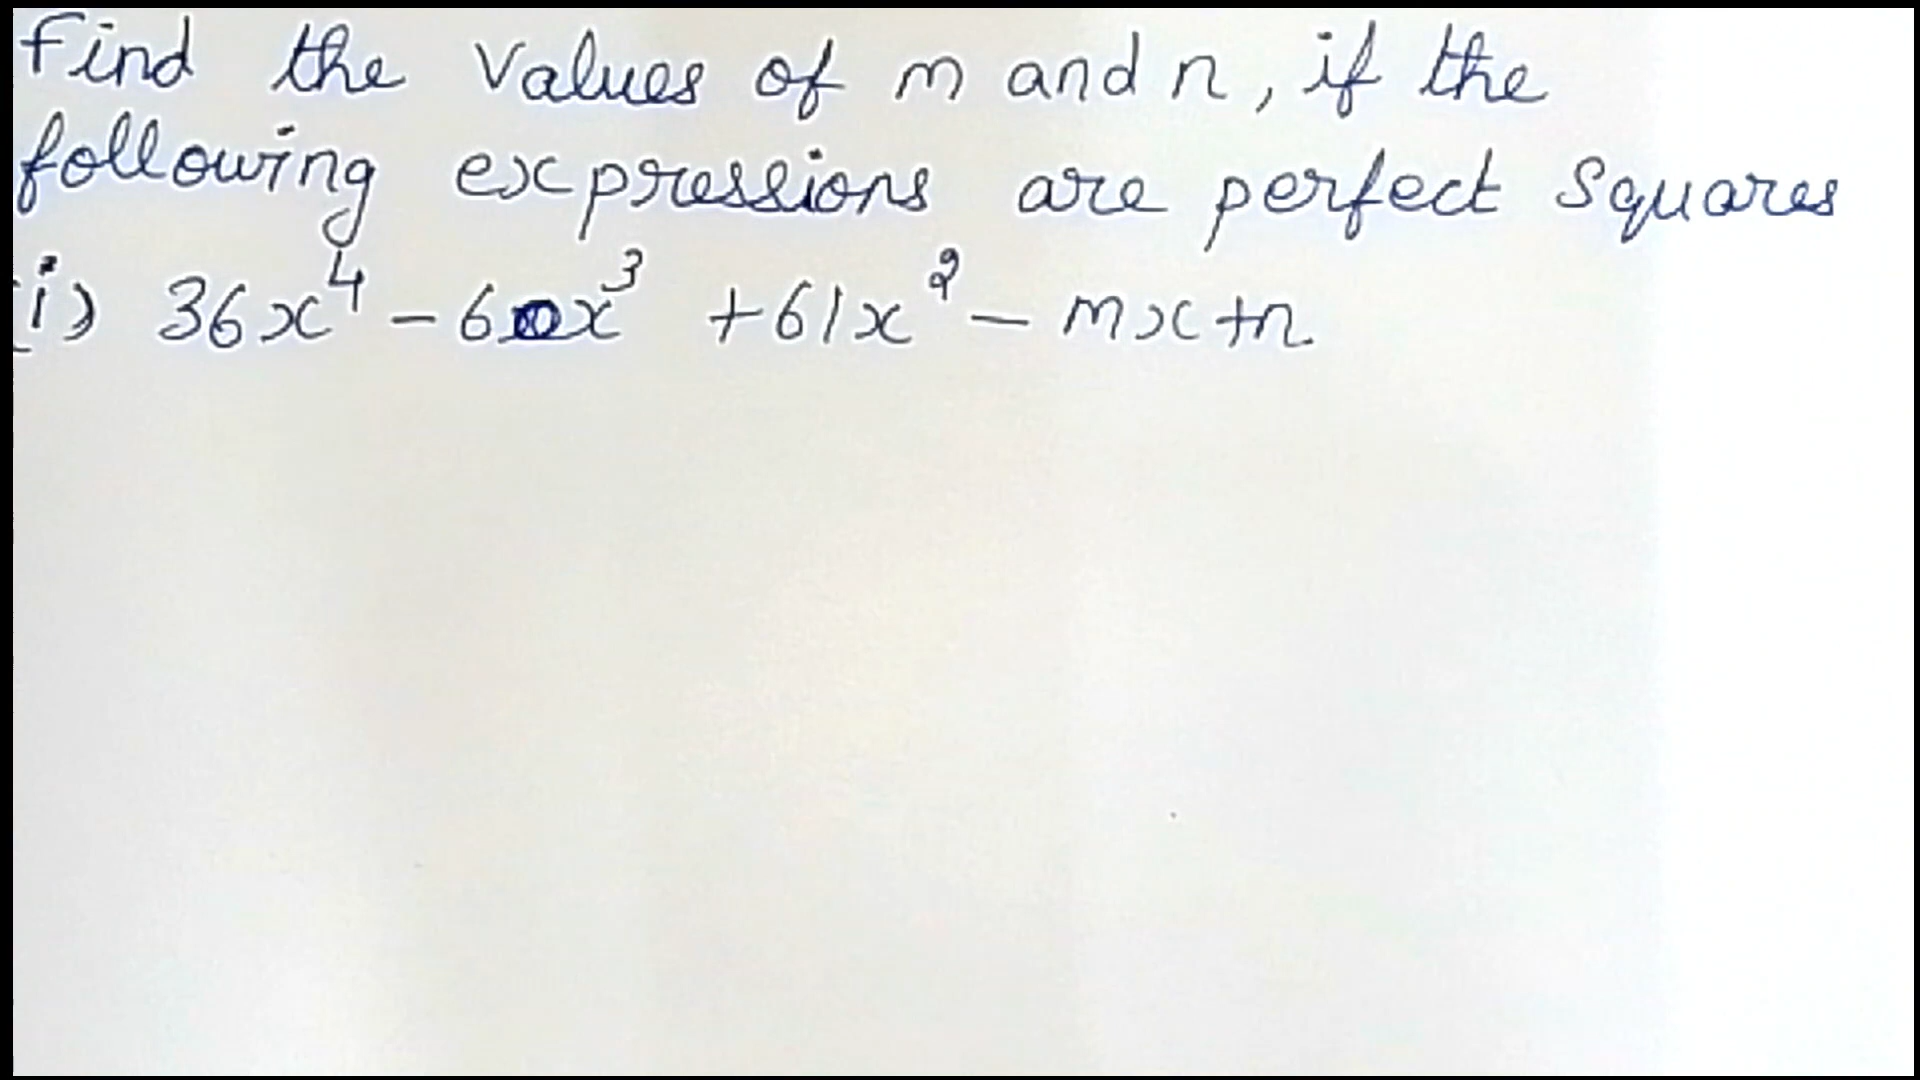 Find the Values of m and n, if the
following expressions are perfect Squares
(i) 36x⁴ - 60x³ + 61x² - mx + n